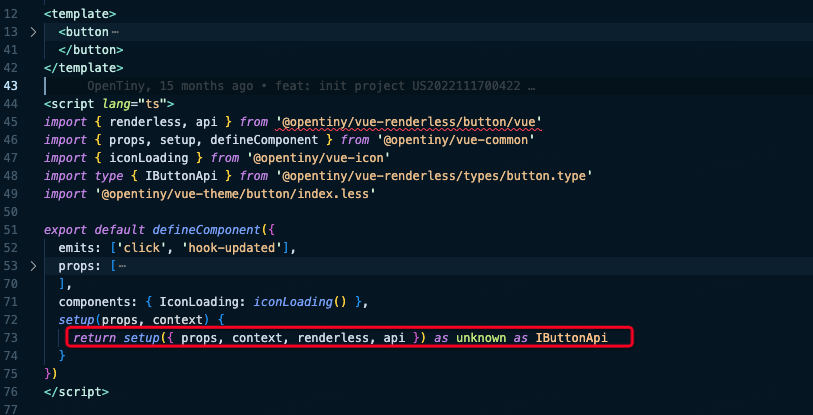 12 <template>
13 > <button⋯
41 </button>
42 </template>
43 OpenTiny, 15 months ago • feat: init project US2022111700422 …
44 <script lang="ts">
45 import { renderless, api } from '@opentiny/vue-renderless/button/vue'
46 import { props, setup, defineComponent } from '@opentiny/vue-common'
47 import { iconLoading } from '@opentiny/vue-icon'
48 import type { IButtonApi } from '@opentiny/vue-renderless/types/button.type'
49 import '@opentiny/vue-theme/button/index.less'
50
51 export default defineComponent({
52 emits: ['click', 'hook-updated'],
53 > props: [⋯
70 ],
71 components: { IconLoading: iconLoading() },
72 setup(props, context) {
73 return setup({ props, context, renderless, api }) as unknown as IButtonApi
74 }
75 })
76 </script>
77